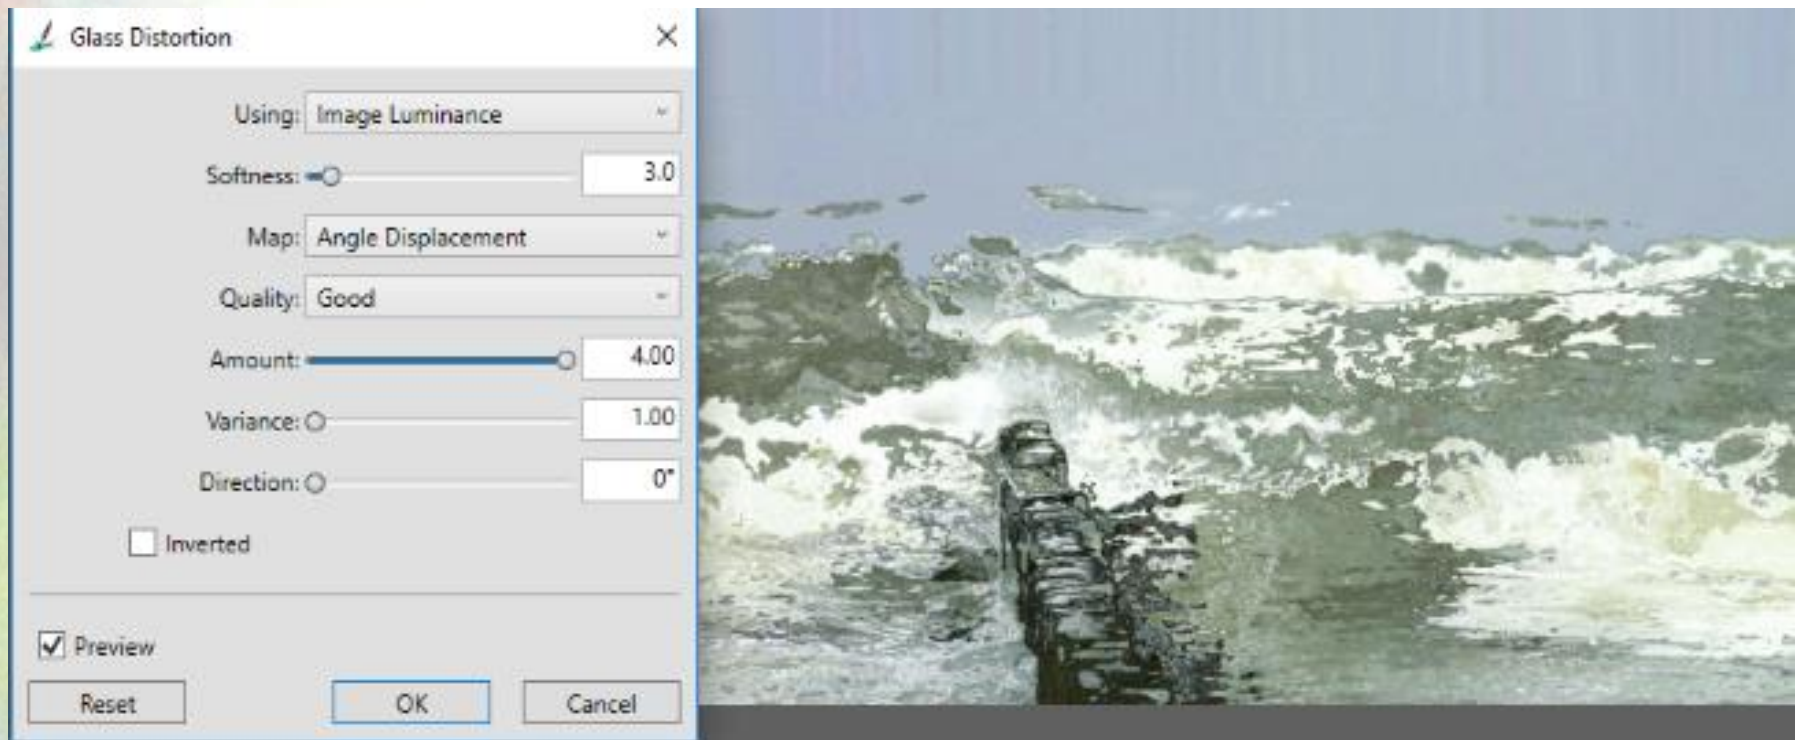 Glass Distortion
Using: Image Luminance
Softness: 3.0
Map: Angle Displacement
Quality: Good
Amount: 4.00
Variance: 1.00
Direction: 0°
Inverted
Preview
Reset OK Cancel